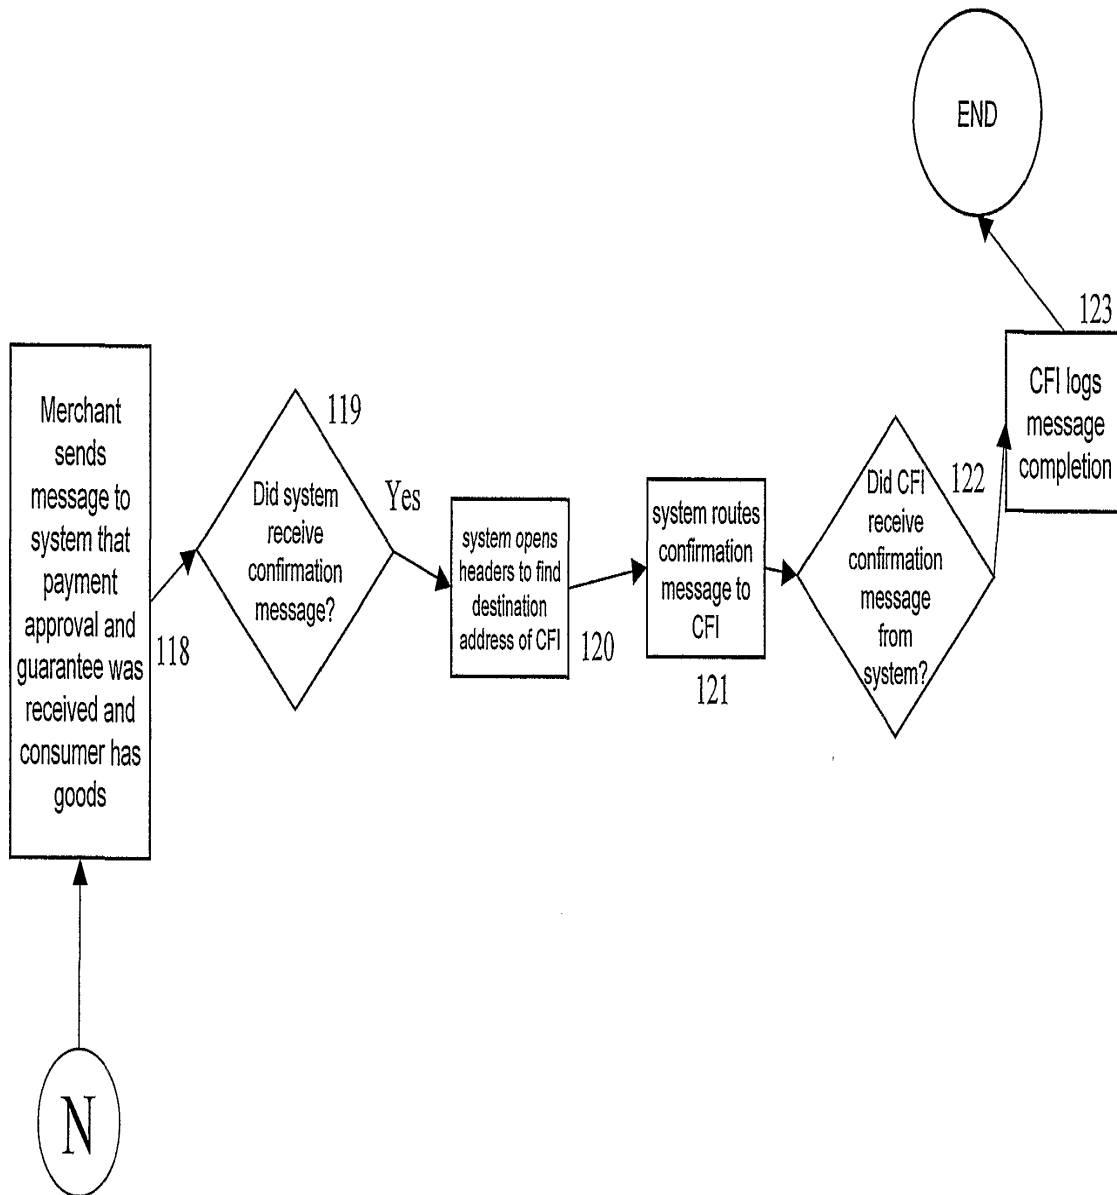 END
123
CFI logs
message
completion
Merchant
sends
message to
system that
payment
approval and
guarantee was
received and
consumer has
goods
118
119
Did system
receive
confirmation
message?
Yes
system opens
headers to find
destination
address of CFI
120
system routes
confirmation
message to
CFI
121
Did CFI
receive
confirmation
message
from
system?
122
N